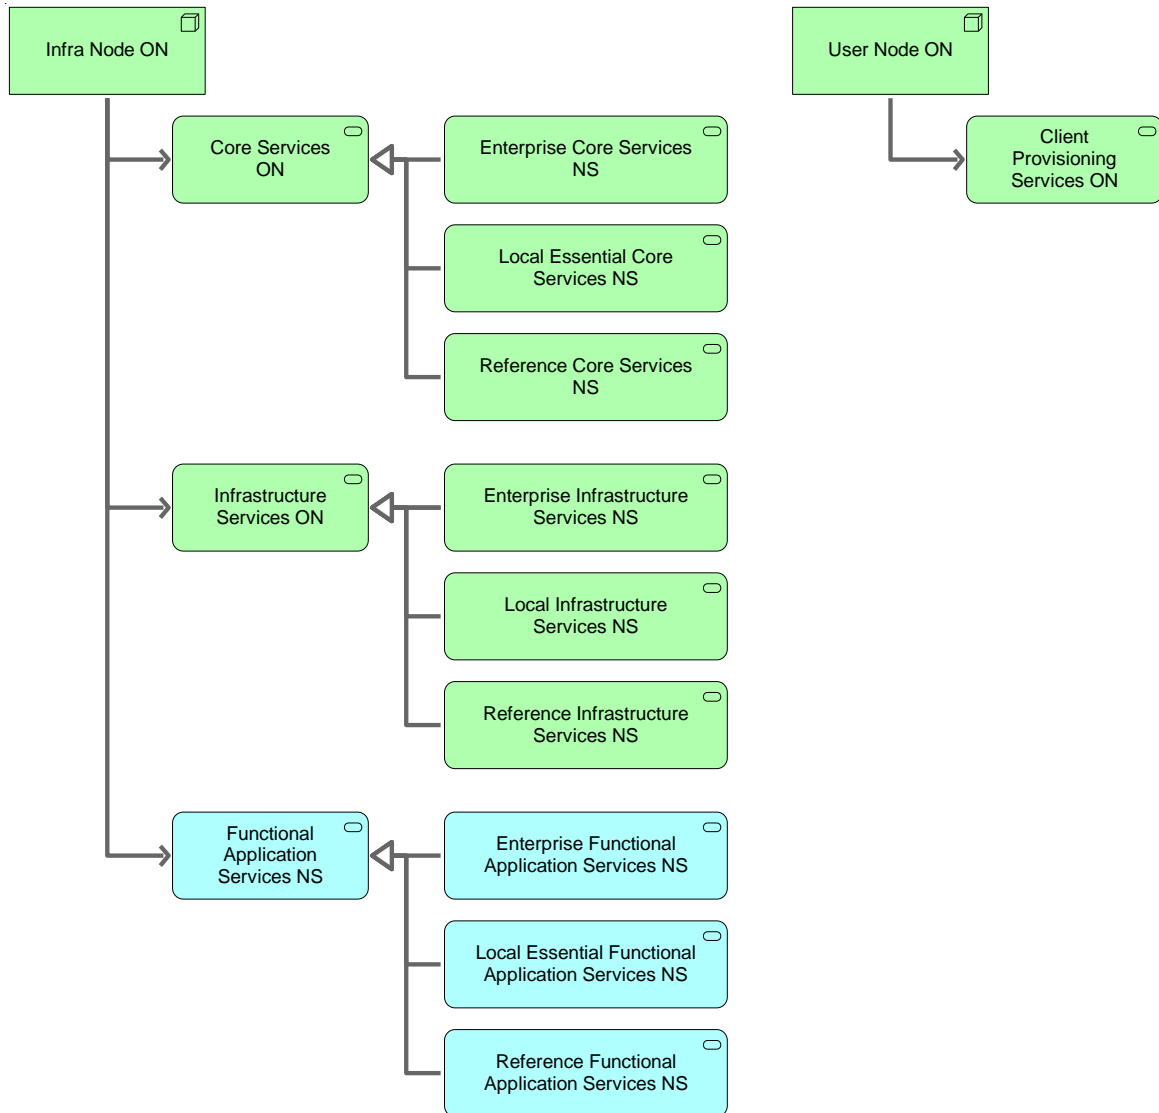 Infra Node ON
User Node ON
Core Services
ON
Enterprise Core Services
NS
Client
Provisioning
Services ON
Local Essential Core
Services NS
Reference Core Services
NS
Infrastructure
Services ON
Enterprise Infrastructure
Services NS
Local Infrastructure
Services NS
Reference Infrastructure
Services NS
Functional
Application
Services NS
Enterprise Functional
Application Services NS
Local Essential Functional
Application Services NS
Reference Functional
Application Services NS